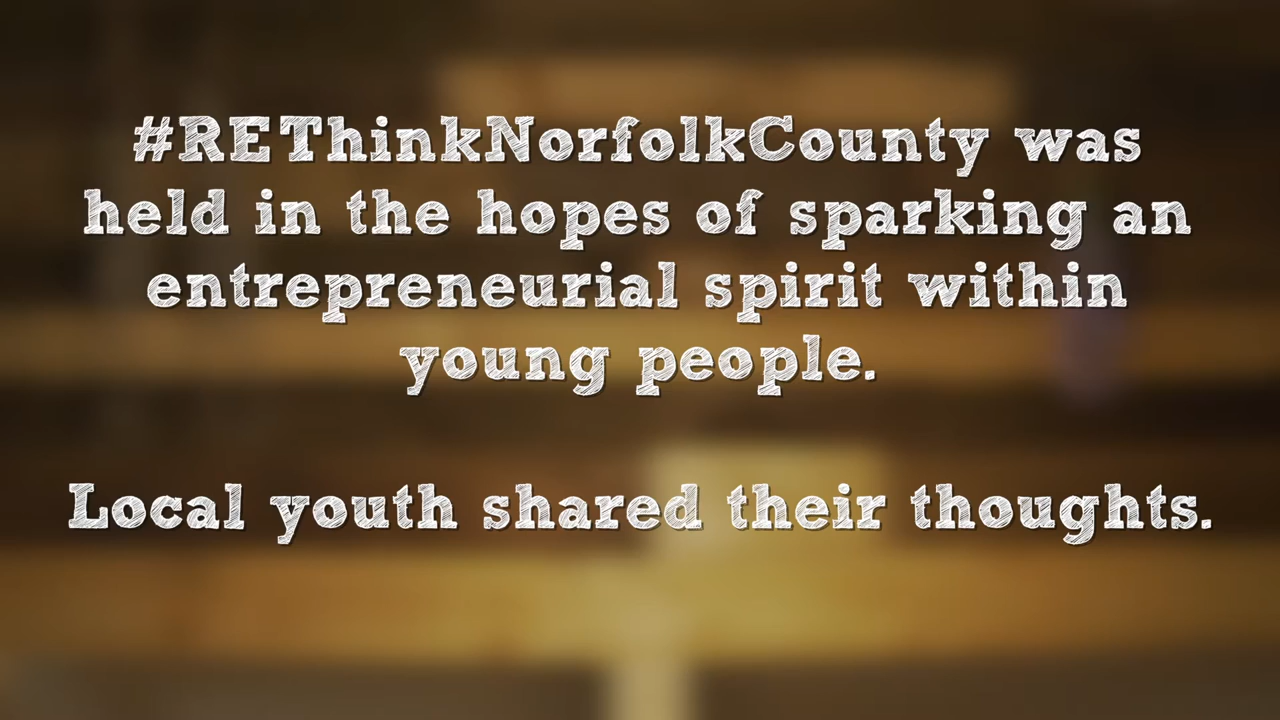 #REThinkNorfolkCounty was
held in the hopes of sparking an
entrepreneurial spirit within
young people.
Local youth shared their thoughts.